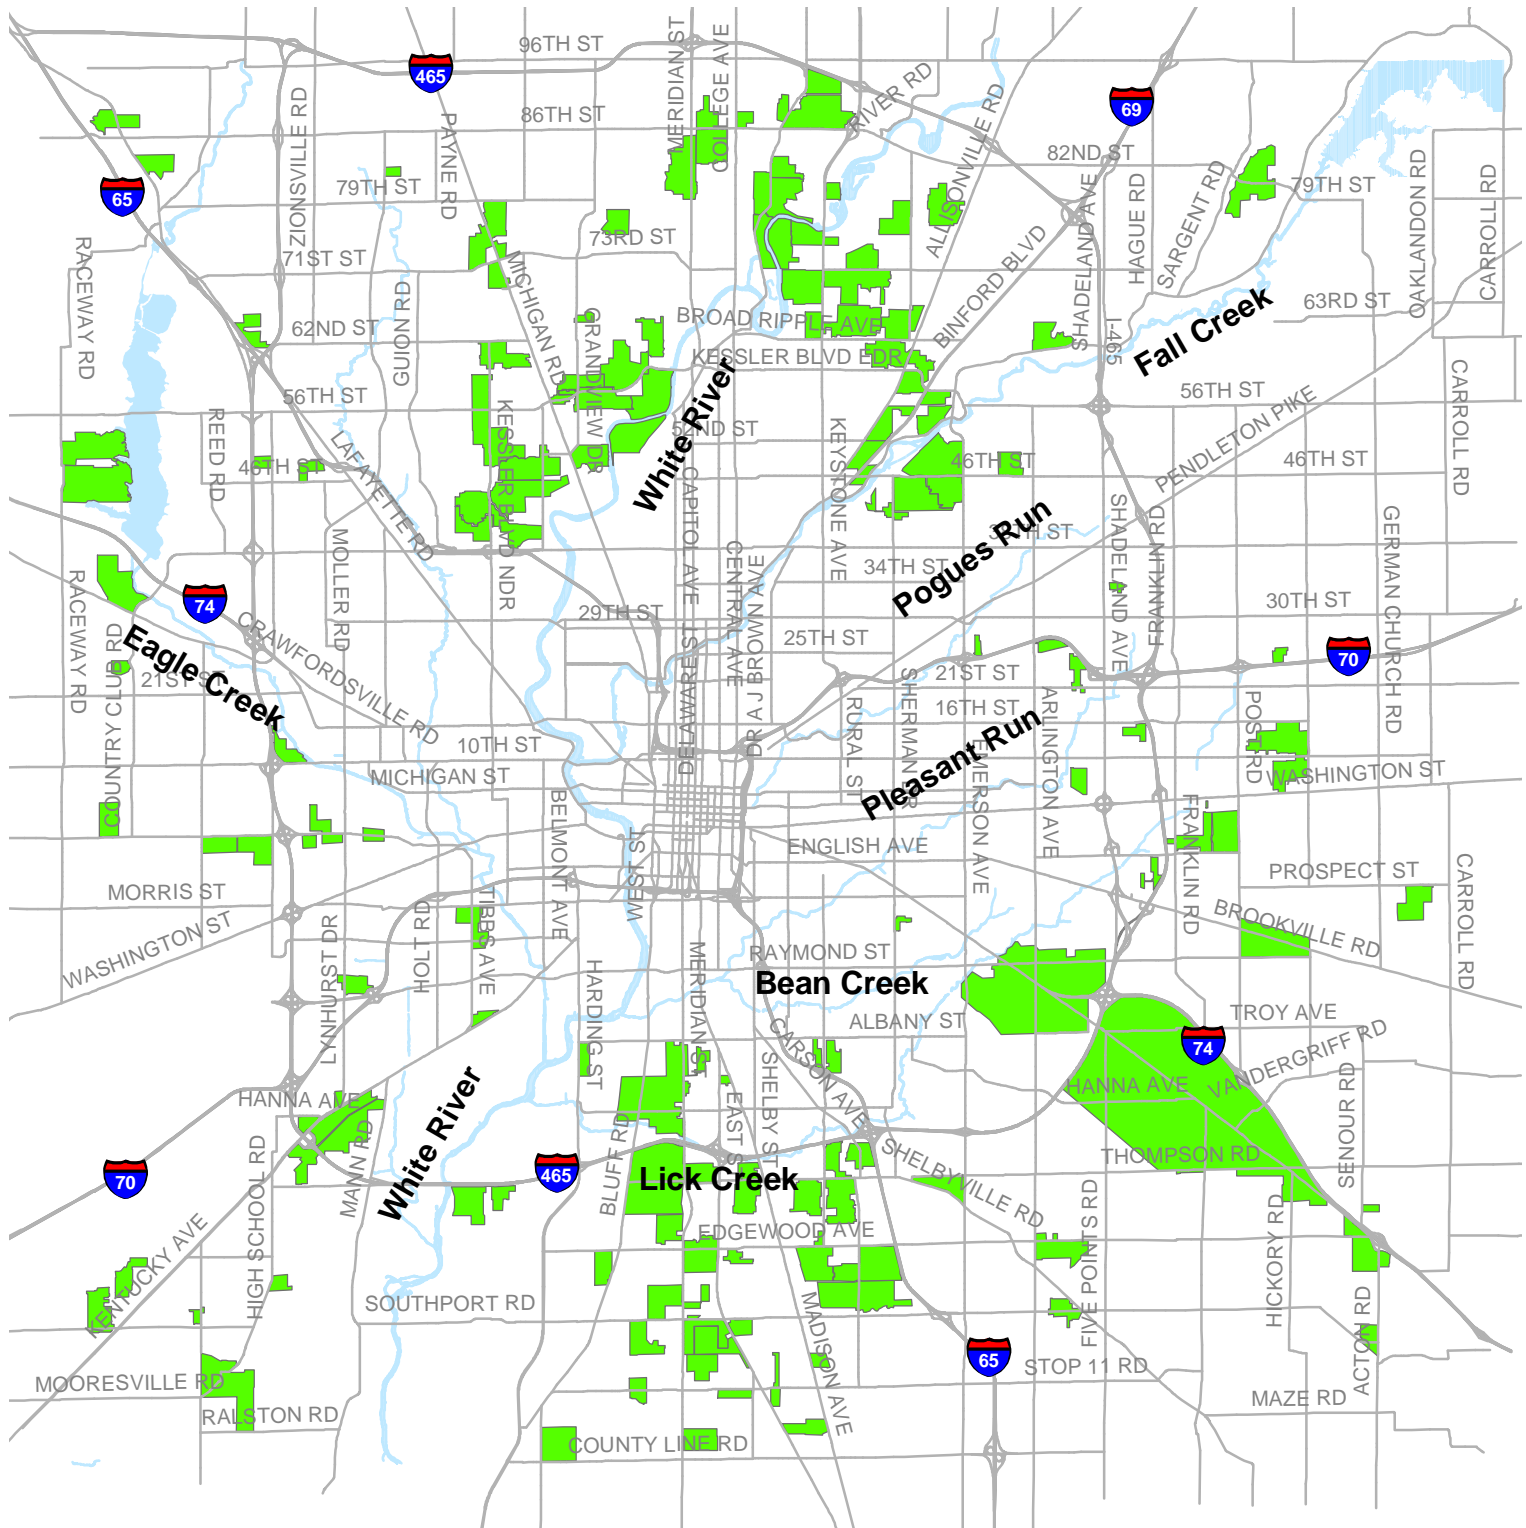 96TH ST
MERIDIAN ST
COLLEGE AVE
465
RIVER RD
69
86TH ST
ZIONSVILLE RD
PAYNE RD
ALLISONVILLE RD
82ND ST
79TH ST
65
SHADELAND AVE
HAGUE RD
SARGENT RD
79TH ST
OAKLANDON RD
CARROLL RD
73RD ST
RACEWAY RD
71ST ST
MICHIGAN RD
BINFORD BLVD
GUION RD
GRANDVIEW DR
63RD ST
Fall Creek
62ND ST
BROAD RIPPLE AVE
I-465
KESSLER BLVD EDR
White River
56TH ST
56TH ST
CARROLL RD
REED RD
KESSLER BLVD NDR
52ND ST
KEYSTONE AVE
PENDLETON PIKE
LAFAYETTE RD
46TH ST
46TH ST
46TH ST
CAPITOL AVE
SHADELAND AVE
FRANKLIN RD
GERMAN CHURCH RD
MOLLER RD
Pogues Run
CENTRAL AVE
DR A J BROWN AVE
34TH ST
RACEWAY RD
74
29TH ST
30TH ST
CRAWFORDSVILLE RD
COUNTRY CLUB RD
Eagle Creek
25TH ST
DELAWARE ST
70
21ST ST
21ST ST
SHERMAN DR
RURAL ST
EMERSON AVE
ARLINGTON AVE
POST RD
16TH ST
10TH ST
Pleasant Run
MICHIGAN ST
WASHINGTON ST
BELMONT AVE
WEST ST
FRANKLIN RD
ENGLISH AVE
PROSPECT ST
CARROLL RD
MORRIS ST
TIBBS AVE
HOLT RD
LYNHURST DR
WASHINGTON ST
BROOKVILLE RD
RAYMOND ST
MERIDIAN ST
HARDING ST
Bean Creek
ALBANY ST
TROY AVE
CARSON AVE
SHELBY ST
74
VANDERGRIFF RD
HANNA AVE
HANNA AVE
EAST ST
SENOUR RD
White River
BLUFF RD
MANN RD
HIGH SCHOOL RD
SHELBYVILLE RD
THOMPSON RD
70
465
Lick Creek
FIVE POINTS RD
HICKORY RD
KENTUCKY AVE
EDGEWOOD AVE
SOUTHPORT RD
MADISON AVE
ACTON RD
65
STOP 11 RD
MOORESVILLE RD
MAZE RD
RALSTON RD
COUNTY LINE RD